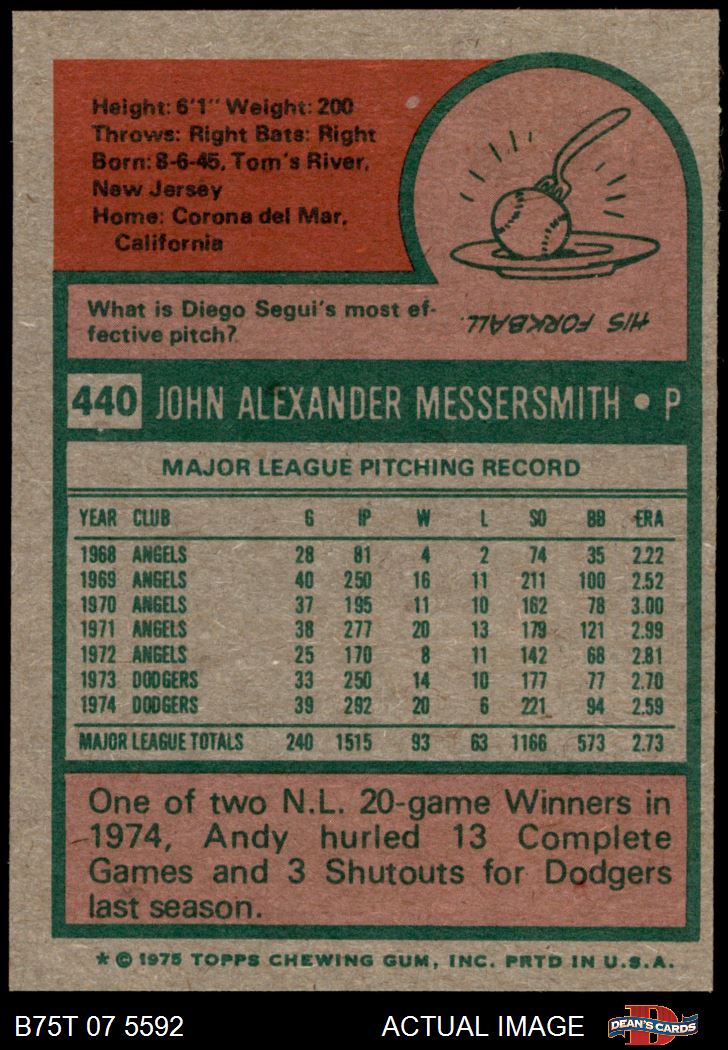 Height: 6'1" Weight: 200
Throws: Right Bats: Right
Born: 8-6-45, Tom's River,
New Jersey
Home: Corona del Mar,
California
What is Diego Segui's most ef-
fective pitch?
HIS FORKBALL.
440 JOHN ALEXANDER MESSERSMITH • P
MAJOR LEAGUE PITCHING RECORD
YEAR CLUB G IP W L SO BB ERA
1968 ANGELS 28 81 4 2 74 35 2.22
1969 ANGELS 40 250 16 11 211 100 2.52
1970 ANGELS 37 195 11 10 162 78 3.00
1971 ANGELS 38 277 20 13 179 121 2.99
1972 ANGELS 25 170 8 11 142 68 2.81
1973 DODGERS 33 250 14 10 177 77 2.70
1974 DODGERS 39 292 20 6 221 94 2.59
MAJOR LEAGUE TOTALS 240 1515 93 63 1166 573 2.73
One of two N.L. 20-game Winners in
1974, Andy hurled 13 Complete
Games and 3 Shutouts for Dodgers
last season.
* © 1975 TOPPS CHEWING GUM, INC. PRTD IN U.S.A.
B75T 07 5592 ACTUAL IMAGE DEAN'S CARDS